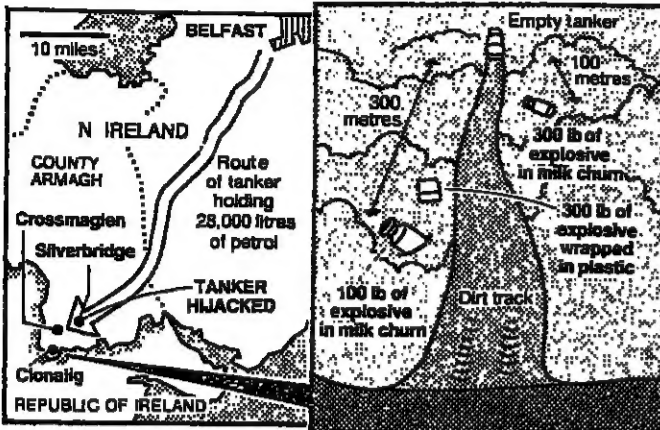 BELFAST
10 miles
N IRELAND
COUNTY
ARMAGH
Route
of tanker
holding
28,000 litres
of petrol
Crossmaglen
Silverbridge
TANKER
HIJACKED
Clonalig
REPUBLIC OF IRELAND
Empty tanker
100
metres
300
metres
300 lb of
explosive
in milk churn
300 lb of
explosive
wrapped
in plastic
100 lb of
explosive
in milk churn
Dirt track